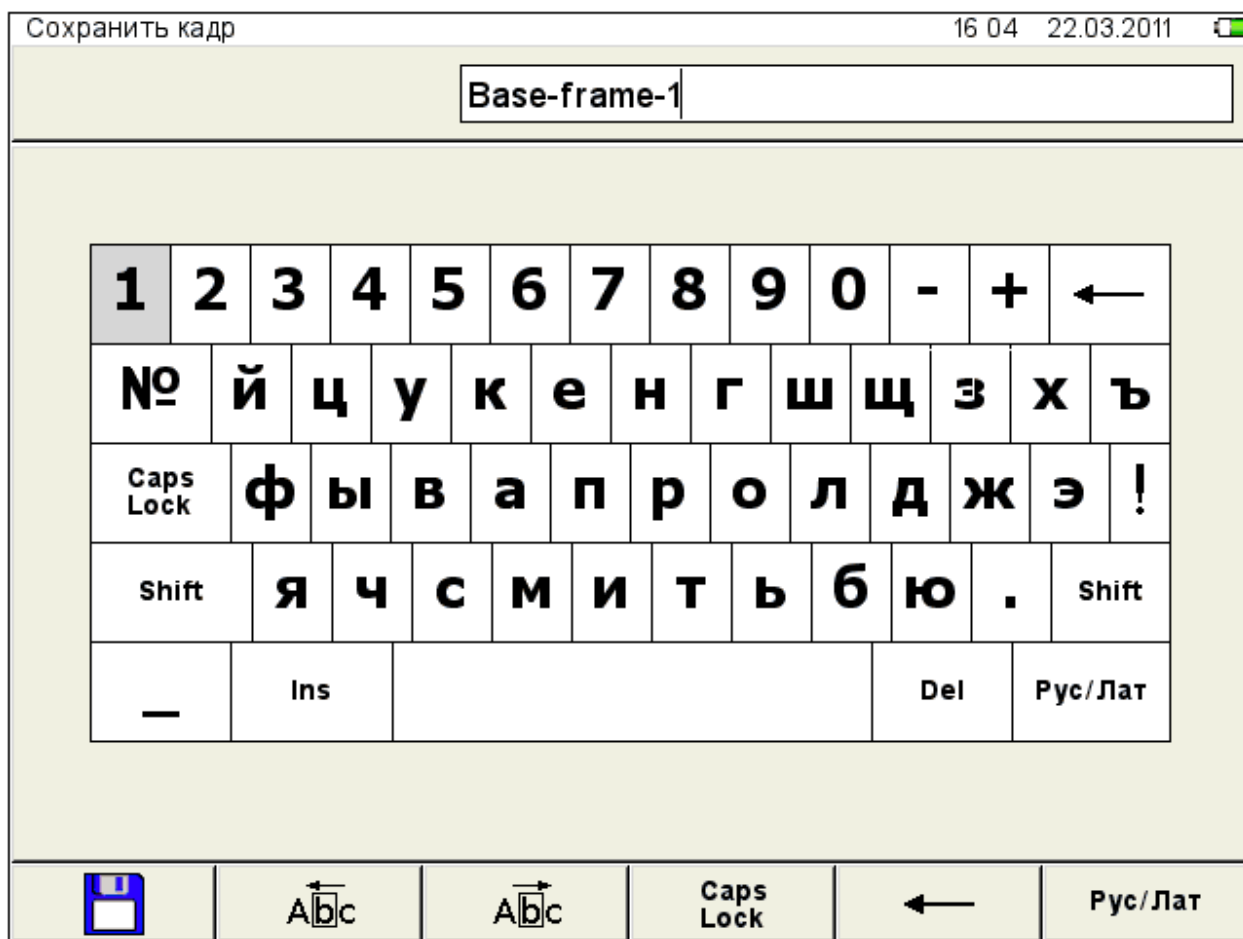 Сохранить кадр 16 04 22.03.2011
Base-frame-1
1 2 3 4 5 6 7 8 9 0 - + ←
№ й ц у к е н г ш щ з х ъ
Caps Lock ф ы в а п р о л д ж э !
Shift я ч с м и т ь б ю . Shift
_ Ins Del Рус/Лат
Abc Abc Caps Lock ← Рус/Лат